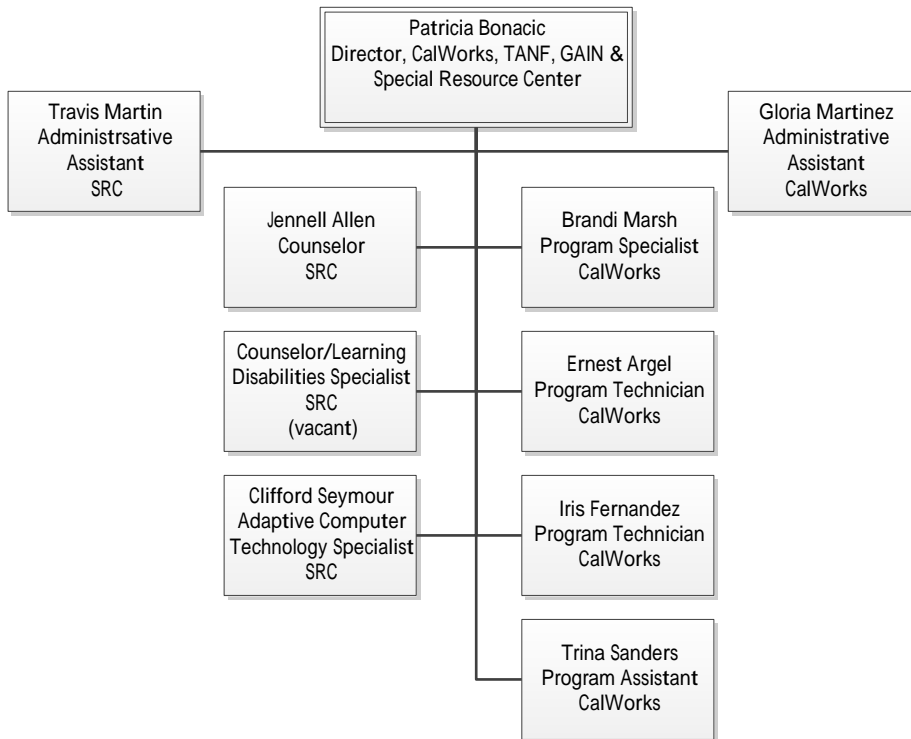 Patricia Bonacic
Director, CalWorks, TANF, GAIN &
Special Resource Center
Travis Martin
Administrsative
Assistant
SRC
Gloria Martinez
Administrative
Assistant
CalWorks
Jennell Allen
Counselor
SRC
Brandi Marsh
Program Specialist
CalWorks
Counselor/Learning
Disabilities Specialist
SRC
(vacant)
Ernest Argel
Program Technician
CalWorks
Clifford Seymour
Adaptive Computer
Technology Specialist
SRC
Iris Fernandez
Program Technician
CalWorks
Trina Sanders
Program Assistant
CalWorks